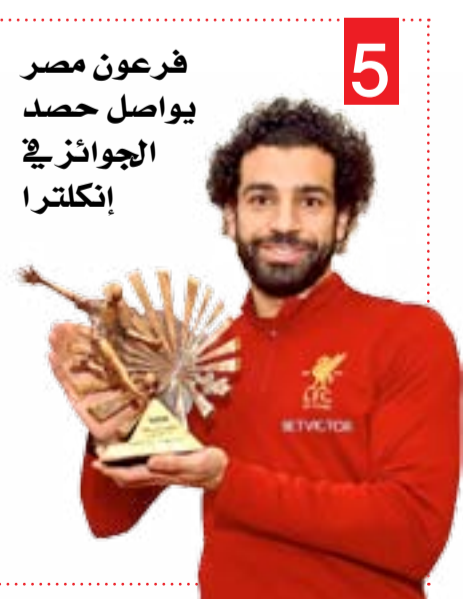 5
فرعون مصر
يواصل حصد
الجوائز في
إنكلترا
LFC
BETVICTOR